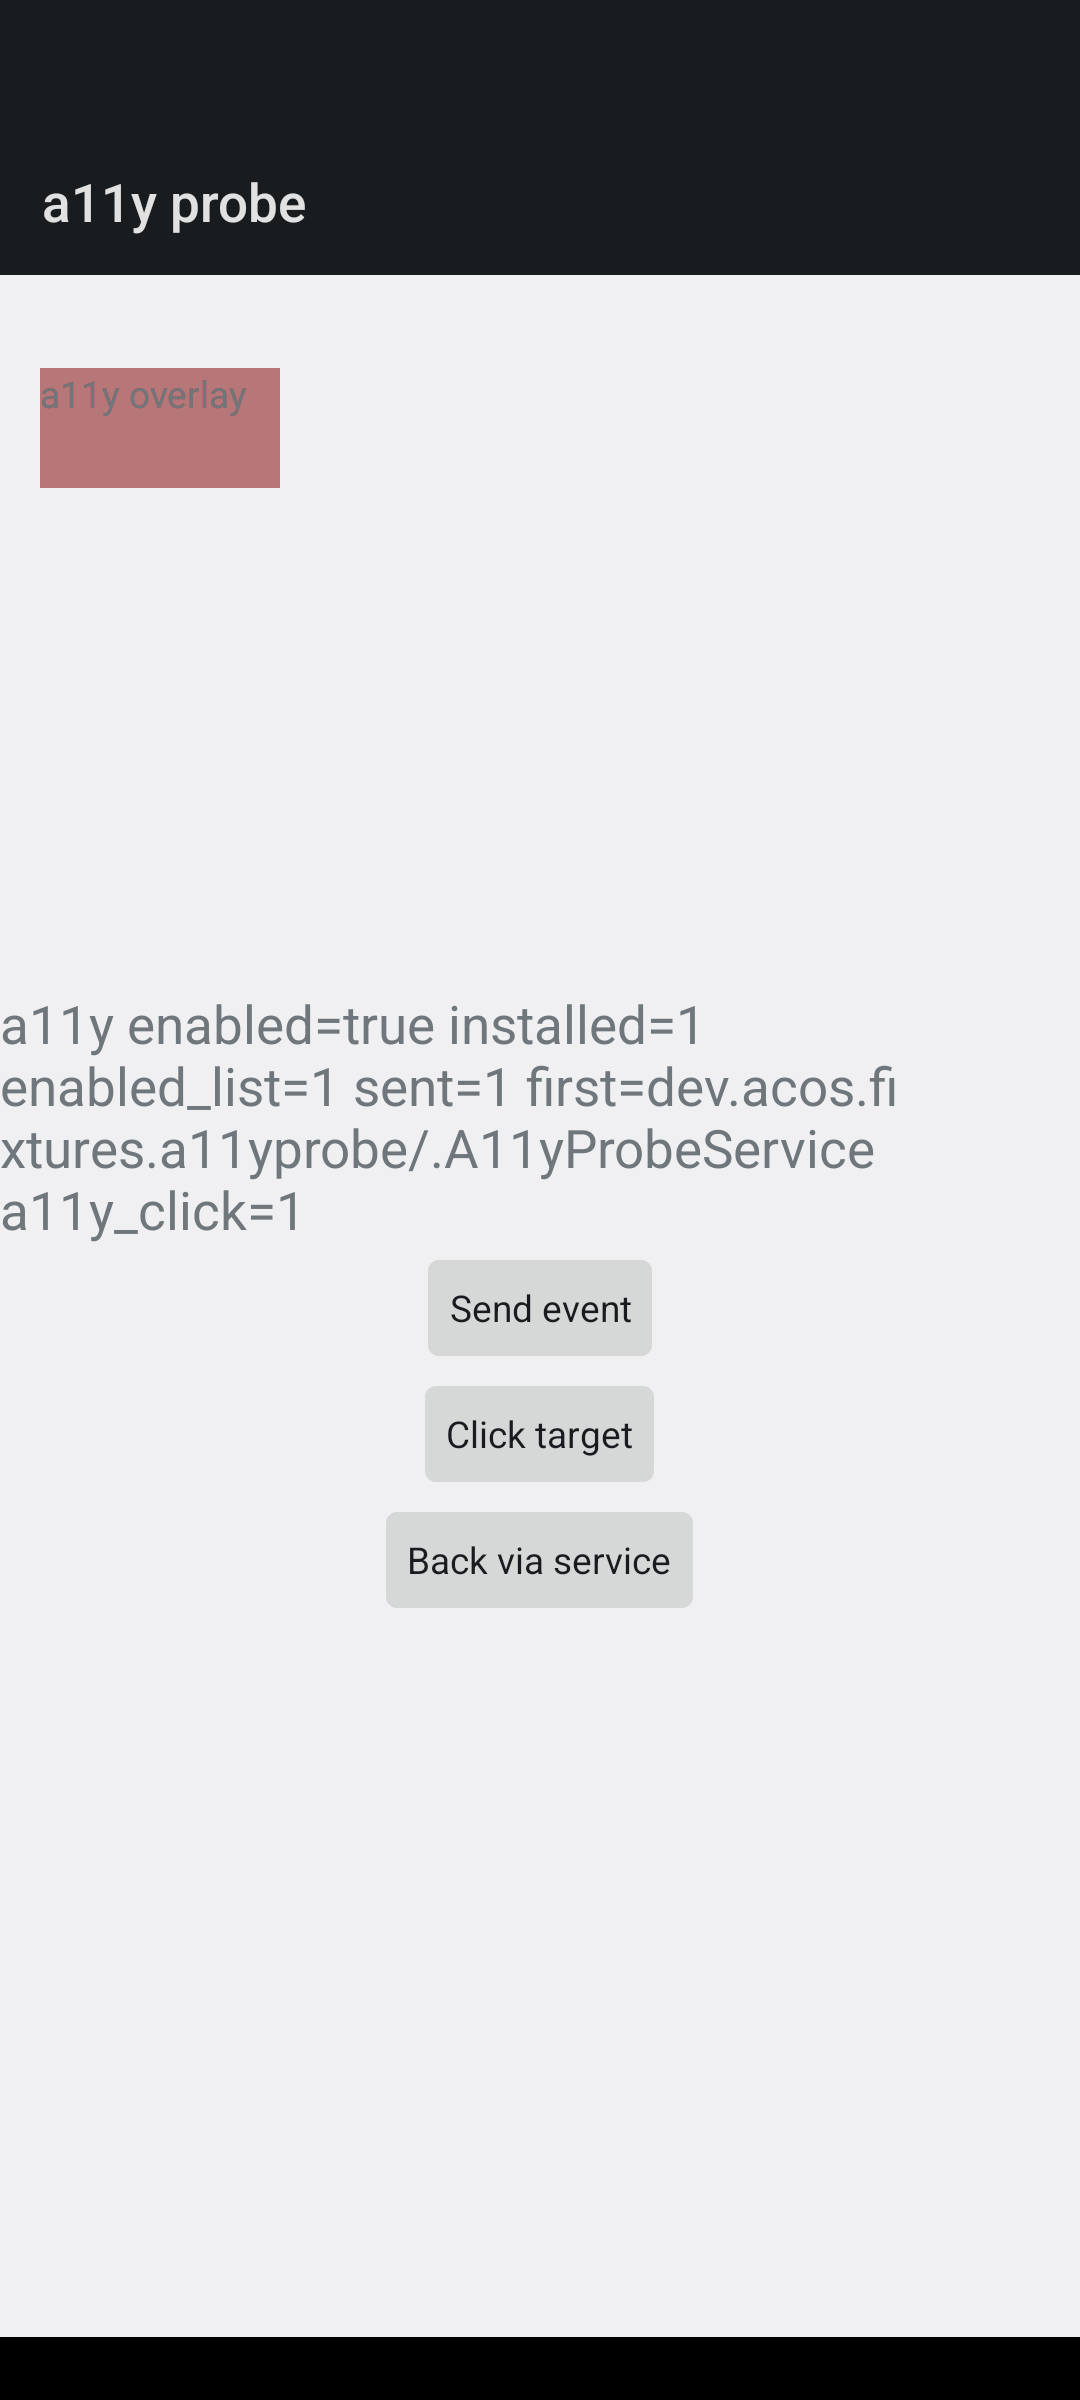 a11y probe
a11y overlay
a11y enabled=true installed=1
enabled_list=1 sent=1 first=dev.acos.fi
xtures.a11yprobe/.A11yProbeService
a11y_click=1
Send event
Click target
Back via service